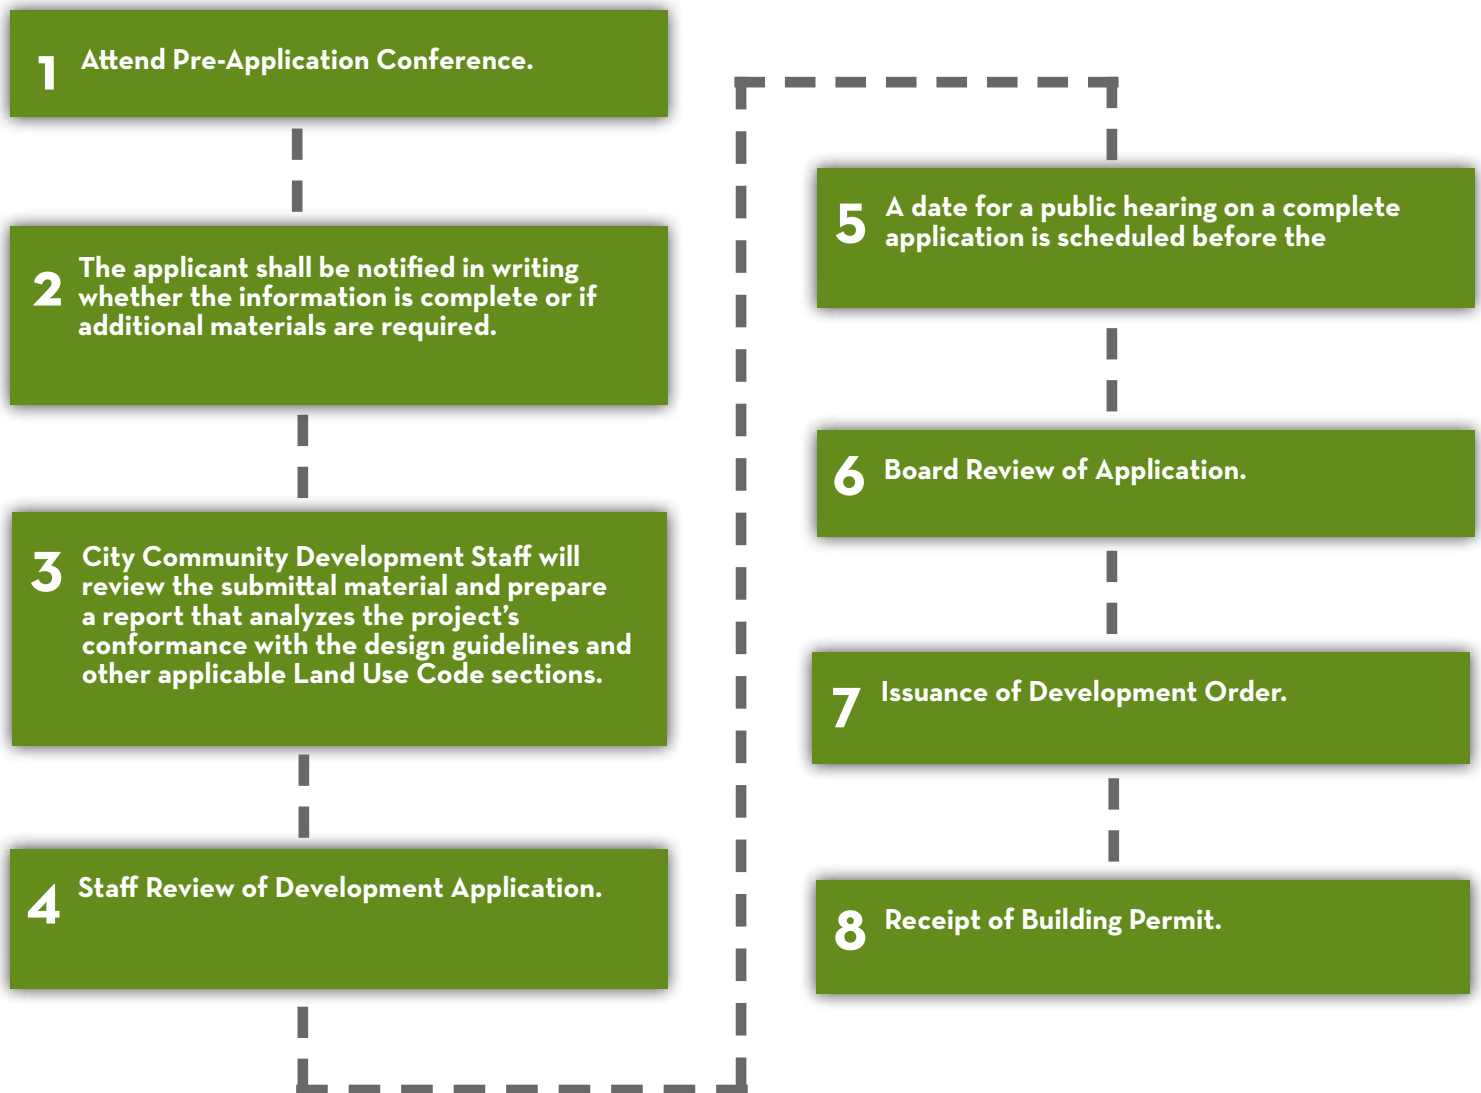 1 Attend Pre-Application Conference.
2 The applicant shall be notified in writing
whether the information is complete or if
additional materials are required.
3 City Community Development Staff will
review the submittal material and prepare
a report that analyzes the project’s
conformance with the design guidelines and
other applicable Land Use Code sections.
4 Staff Review of Development Application.
5 A date for a public hearing on a complete
application is scheduled before the
6 Board Review of Application.
7 Issuance of Development Order.
8 Receipt of Building Permit.